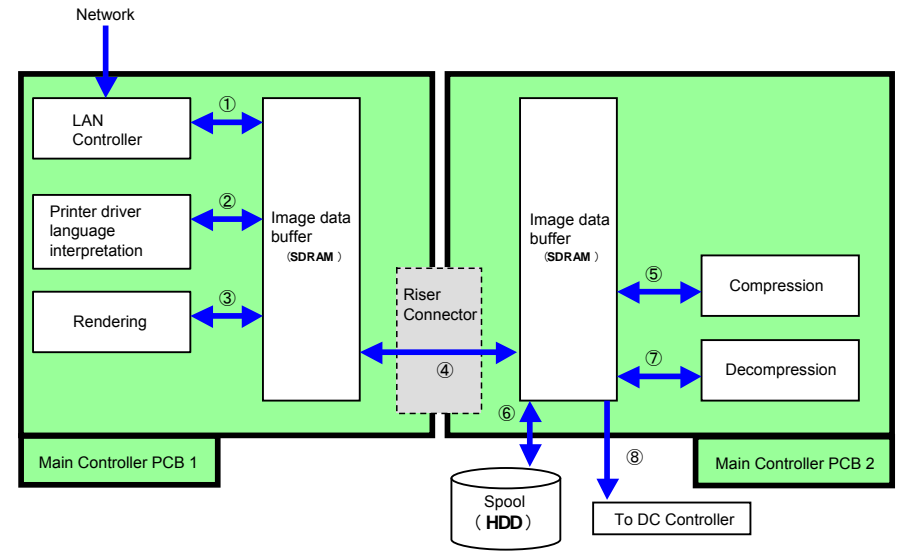 Network
LAN
Controller
①
Printer driver
language
interpretation
②
Rendering
③
Image data
buffer
（SDRAM ）
Riser
Connector
④
Image data
buffer
（SDRAM ）
⑤
Compression
⑦
Decompression
⑥
⑧
Main Controller PCB 1
Main Controller PCB 2
Spool
（ HDD ）
To DC Controller